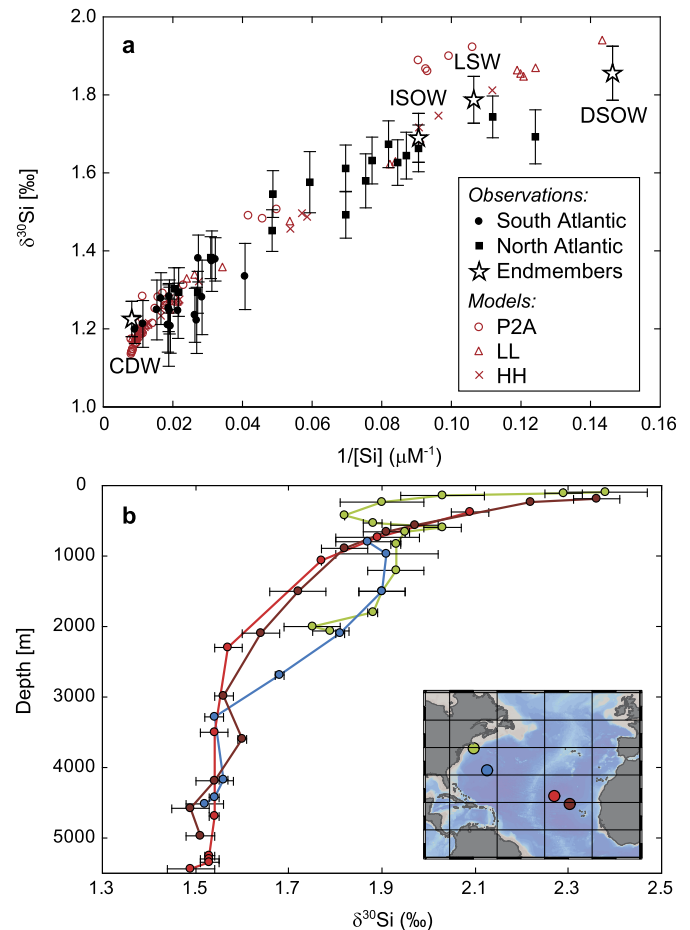 a
2.0
1.8
1.6
1.4
1.2
1.0
δ³⁰Si [‰]
LSW
ISOW
DSOW
CDW
Observations:
South Atlantic
North Atlantic
Endmembers
Models:
P2A
LL
HH
0 0.02 0.04 0.06 0.08 0.10 0.12 0.14 0.16
1/[Si] (μM⁻¹)
b
0
1000
2000
3000
4000
5000
Depth [m]
1.3 1.5 1.7 1.9 2.1 2.3 2.5
δ³⁰Si (‰)